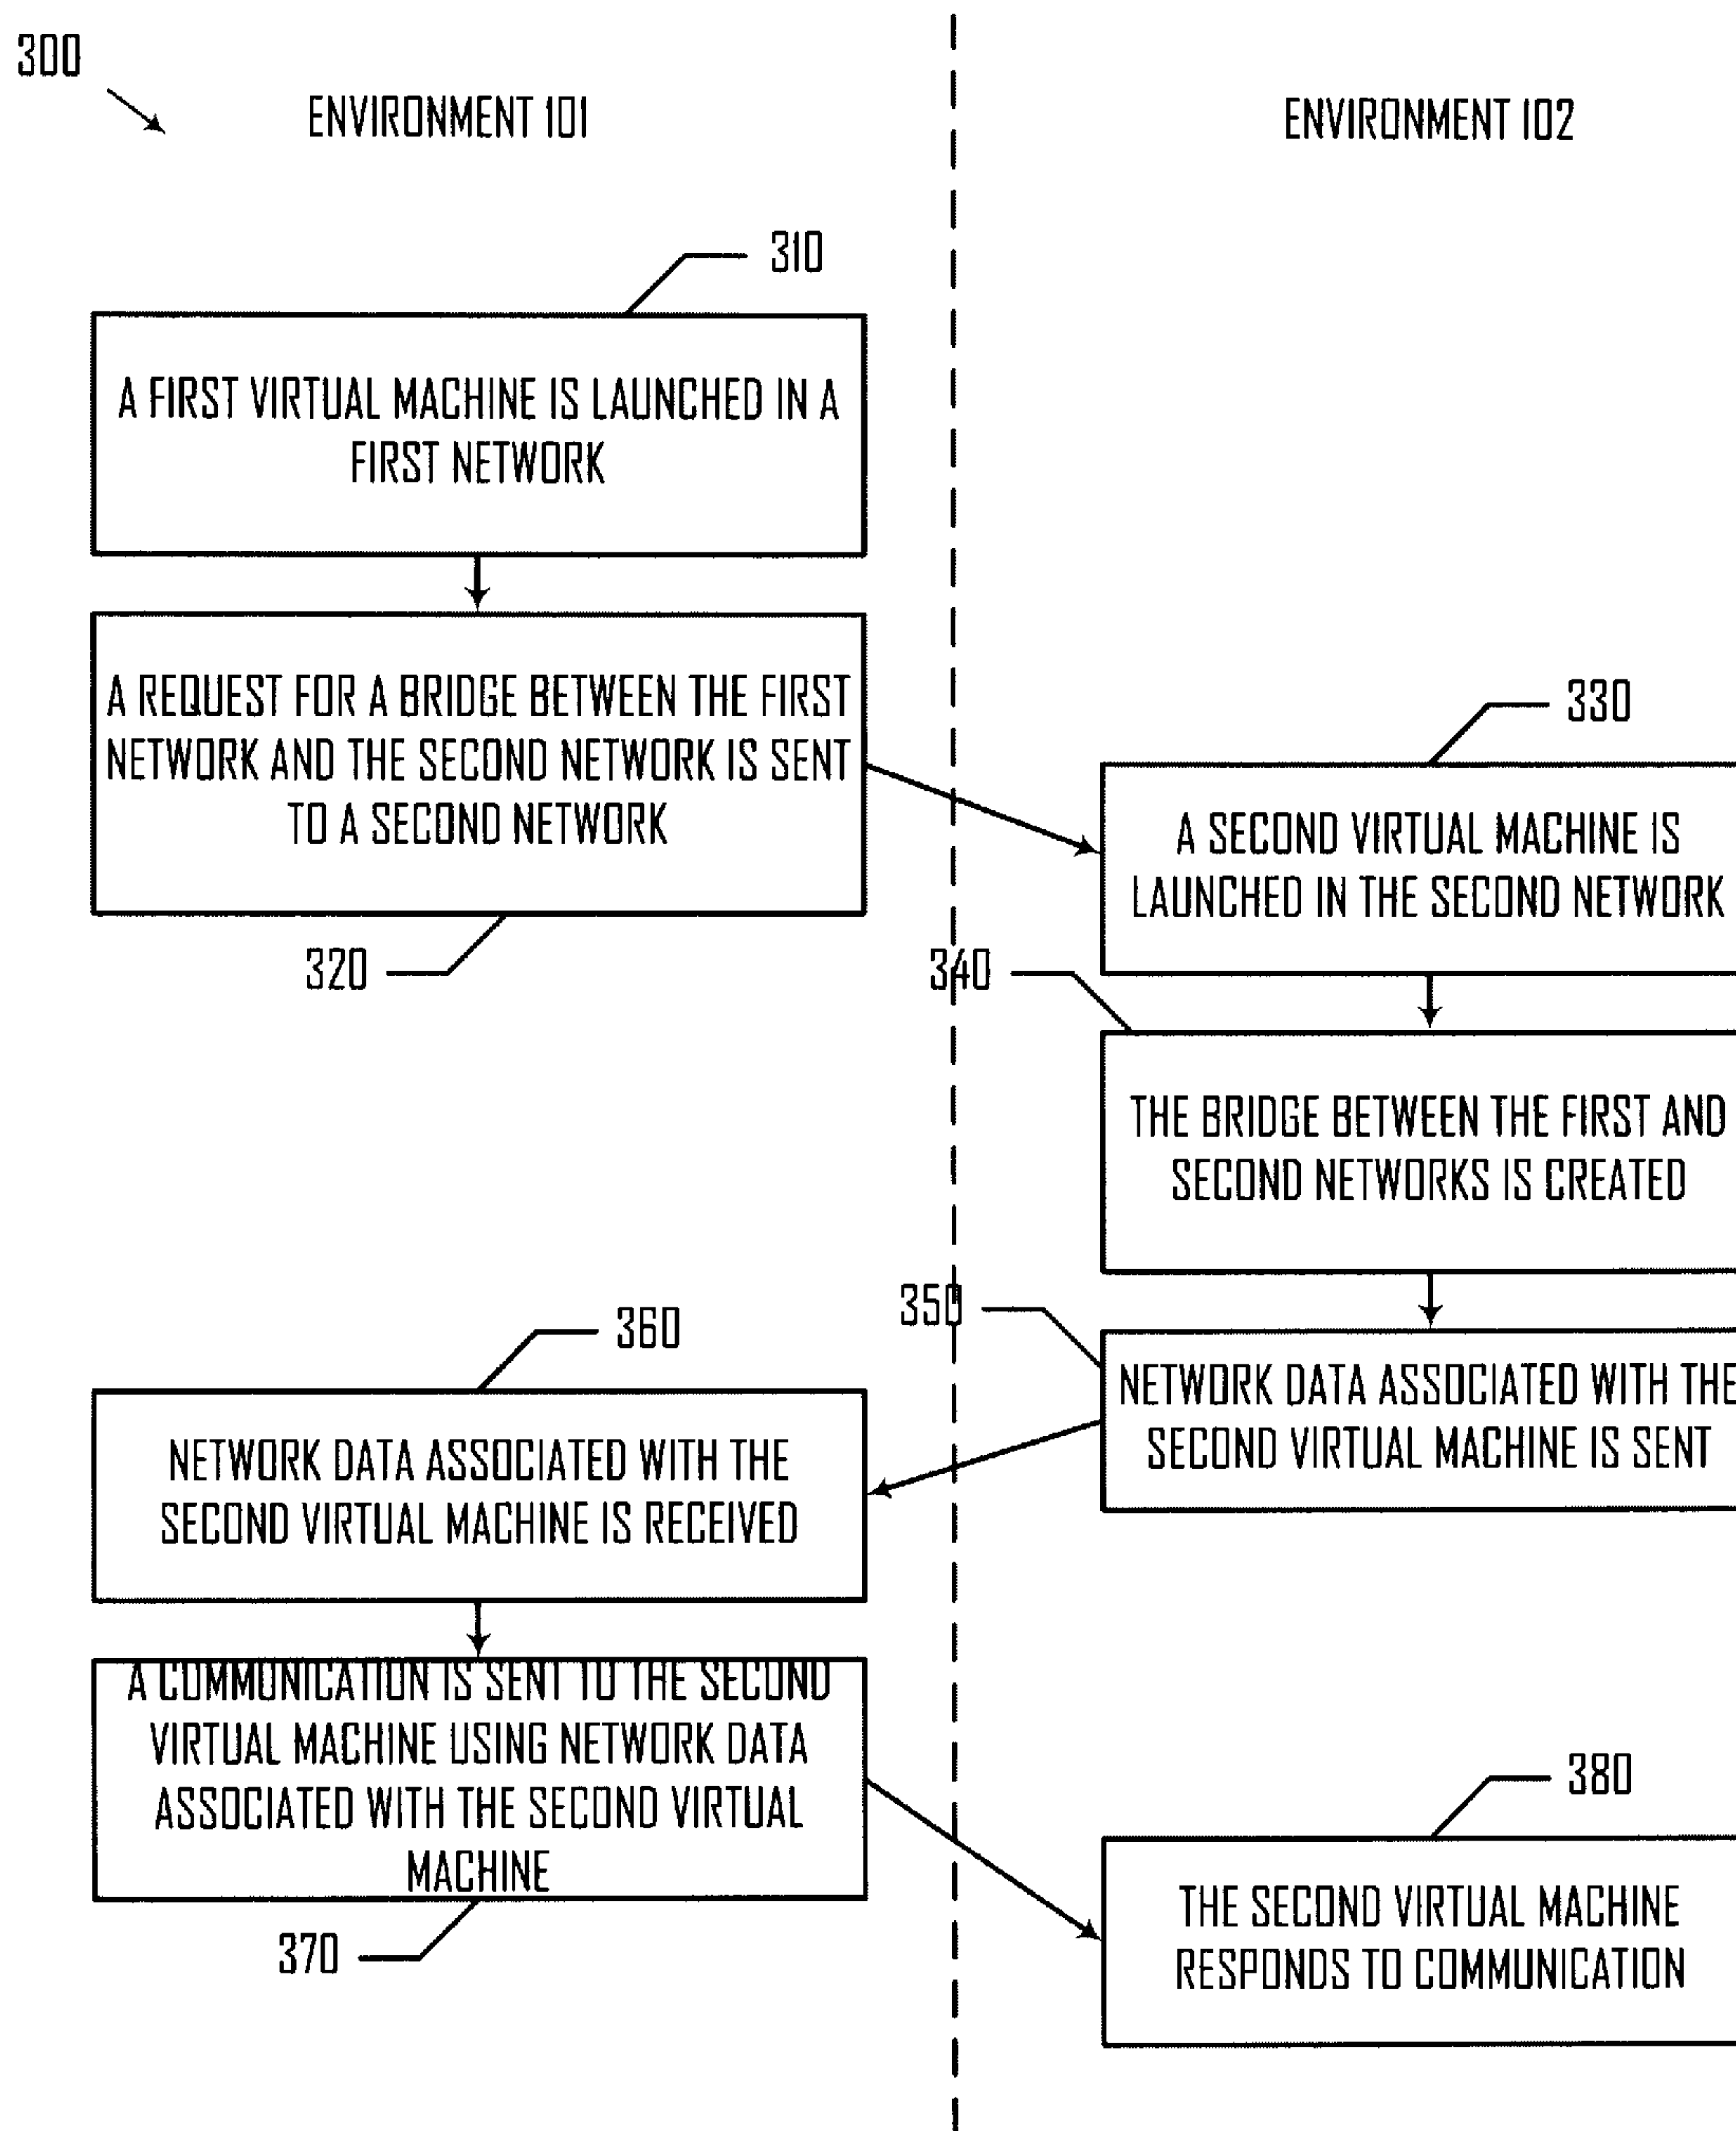 300
ENVIRONMENT 101
ENVIRONMENT 102
310
A FIRST VIRTUAL MACHINE IS LAUNCHED IN A
FIRST NETWORK
A REQUEST FOR A BRIDGE BETWEEN THE FIRST
NETWORK AND THE SECOND NETWORK IS SENT
TO A SECOND NETWORK
320
330
A SECOND VIRTUAL MACHINE IS
LAUNCHED IN THE SECOND NETWORK
340
THE BRIDGE BETWEEN THE FIRST AND
SECOND NETWORKS IS CREATED
350
NETWORK DATA ASSOCIATED WITH THE
SECOND VIRTUAL MACHINE IS SENT
360
NETWORK DATA ASSOCIATED WITH THE
SECOND VIRTUAL MACHINE IS RECEIVED
A COMMUNICATION IS SENT TO THE SECOND
VIRTUAL MACHINE USING NETWORK DATA
ASSOCIATED WITH THE SECOND VIRTUAL
MACHINE
370
380
THE SECOND VIRTUAL MACHINE
RESPONDS TO COMMUNICATION